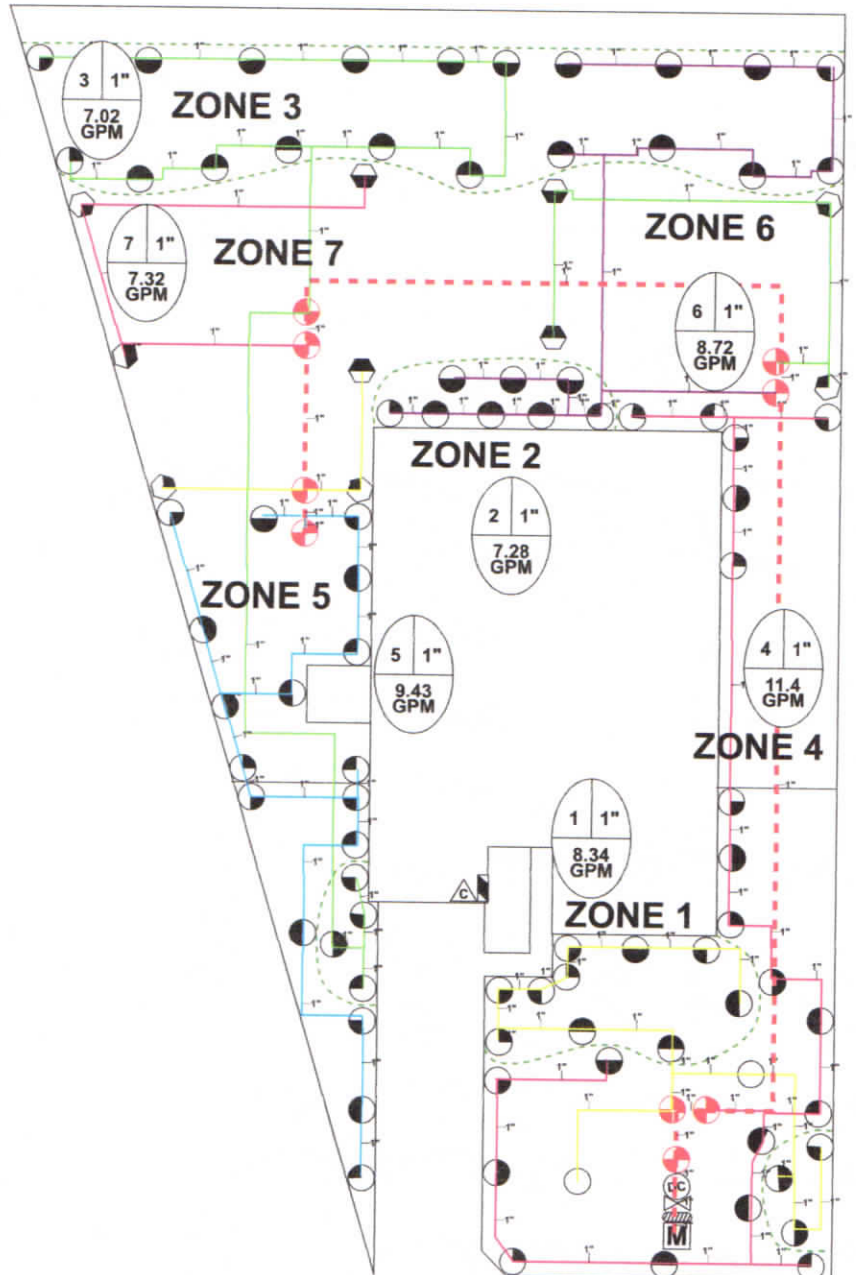 3 1"
7.02
GPM
ZONE 3
7 1"
7.32
GPM
ZONE 7
ZONE 6
6 1"
8.72
GPM
ZONE 2
2 1"
7.28
GPM
ZONE 5
5 1"
9.43
GPM
4 1"
11.4
GPM
ZONE 4
1 1"
8.34
GPM
C
ZONE 1
DC
M